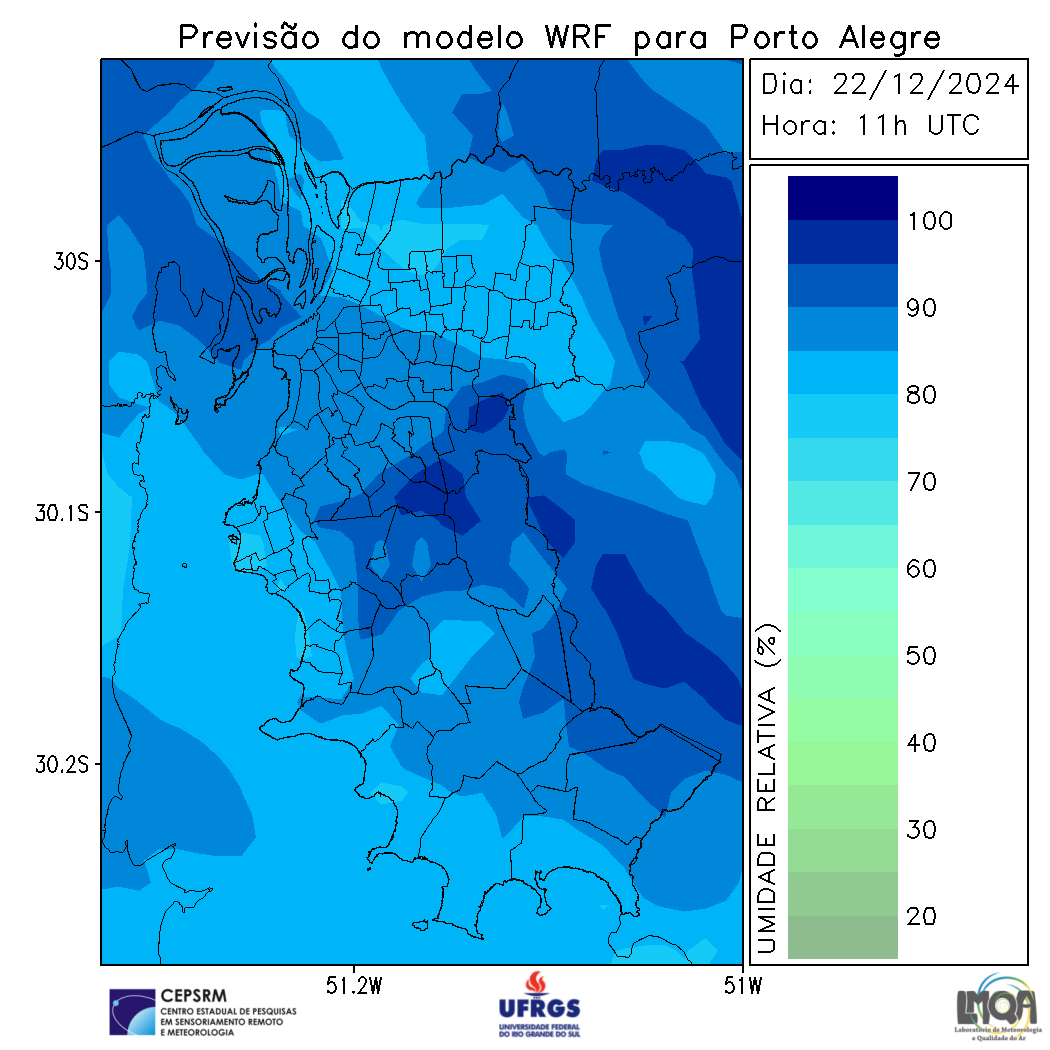 Previsão do modelo WRF para Porto Alegre
Dia: 22/12/2024
Hora: 11h UTC
30S
30.1S
30.2S
51.2W
51W
100
90
80
70
60
50
40
30
20
UMIDADE RELATIVA (%)
CEPSRM
CENTRO ESTADUAL DE PESQUISAS
EM SENSORIAMENTO REMOTO
E METEOROLOGIA
UFRGS
UNIVERSIDADE FEDERAL
DO RIO GRANDE DO SUL
LMQA
Laboratório de Meteorologia
e Qualidade do Ar